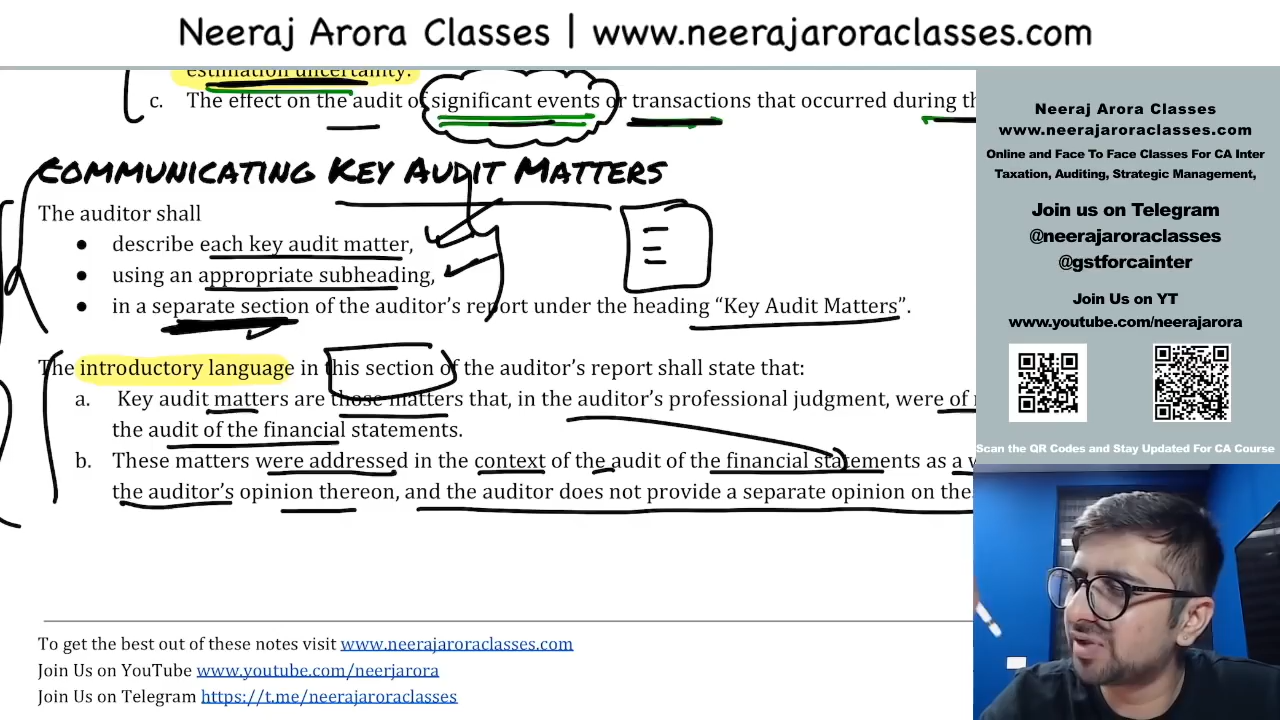 Neeraj Arora Classes | www.neerajaroraclasses.com
estimation uncertainty.
c. The effect on the audit of significant events or transactions that occurred during th
COMMUNICATING KEY AUDIT MATTERS
The auditor shall
● describe each key audit matter,
● using an appropriate subheading,
● in a separate section of the auditor's report under the heading “Key Audit Matters”.
The introductory language in this section of the auditor's report shall state that:
a. Key audit matters are those matters that, in the auditor's professional judgment, were of
the audit of the financial statements.
b. These matters were addressed in the context of the audit of the financial statements as a
the auditor's opinion thereon, and the auditor does not provide a separate opinion on the
To get the best out of these notes visit www.neerajaroraclasses.com
Join Us on YouTube www.youtube.com/neerjarora
Join Us on Telegram https://t.me/neerajaroraclasses
Neeraj Arora Classes
www.neerajaroraclasses.com
Online and Face To Face Classes For CA Inter
Taxation, Auditing, Strategic Management,
Join us on Telegram
@neerajaroraclasses
@gstforcainter
Join Us on YT
www.youtube.com/neerajarora
Scan the QR Codes and Stay Updated For CA Course